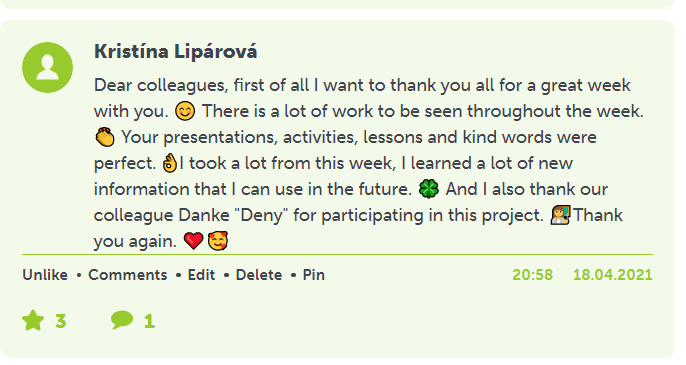 Kristína Lipárová
Dear colleagues, first of all I want to thank you all for a great week
with you. 😊 There is a lot of work to be seen throughout the week.
👏 Your presentations, activities, lessons and kind words were
perfect. 👌I took a lot from this week, I learned a lot of new
information that I can use in the future. 🍀 And I also thank our
colleague Danke "Deny" for participating in this project. 👩‍🏫Thank
you again. ❤️🥰
Unlike • Comments • Edit • Delete • Pin 20:58 18.04.2021
3 1